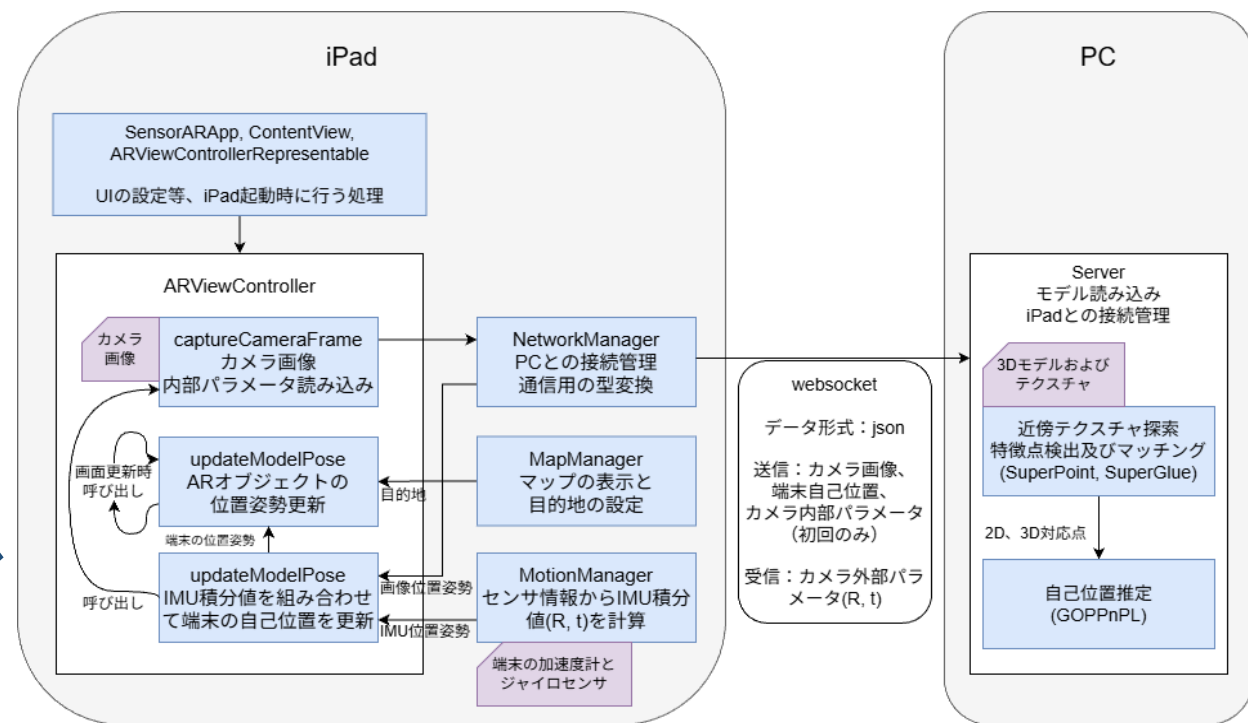 iPad
SensorARApp, ContentView,
ARViewControllerRepresentable
UIの設定等、iPad起動時に行う処理
ARViewController
カメラ
画像
captureCameraFrame
カメラ画像
内部パラメータ読み込み
画面更新時
呼び出し
updateModelPose
ARオブジェクトの
位置姿勢更新
端末の位置姿勢
呼び出し
updateModelPose
IMU積分値を組み合わせ
て端末の自己位置を更新
NetworkManager
PCとの接続管理
通信用の型変換
目的地
MapManager
マップの表示と
目的地の設定
画像位置姿勢
IMU位置姿勢
MotionManager
センサ情報からIMU積分
値(R, t)を計算
端末の加速度計と
ジャイロセンサ
websocket
データ形式：json
送信：カメラ画像、
端末自己位置、
カメラ内部パラメータ
（初回のみ）
受信：カメラ外部パラ
メータ(R, t)
PC
Server
モデル読み込み
iPadとの接続管理
3Dモデルおよび
テクスチャ
近傍テクスチャ探索
特徴点検出及びマッチング
(SuperPoint, SuperGlue)
2D、3D対応点
自己位置推定
(GOPPnPL)